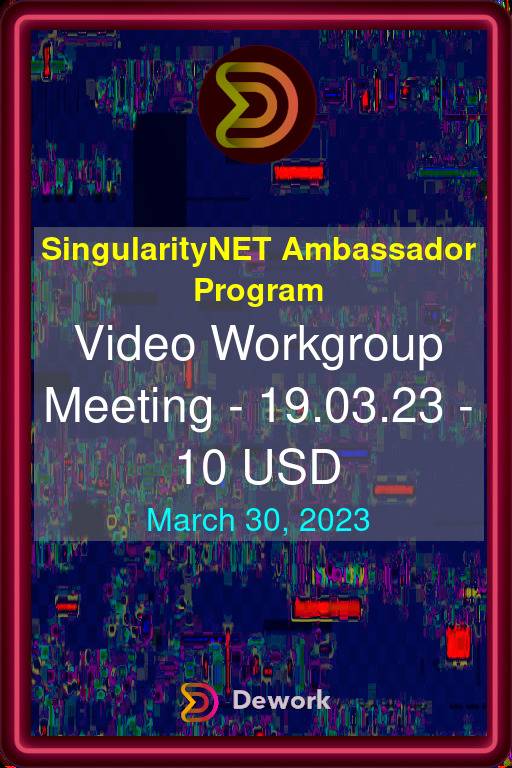 SingularityNET Ambassador
Program
Video Workgroup
Meeting - 19.03.23 -
10 USD
March 30, 2023
Dework